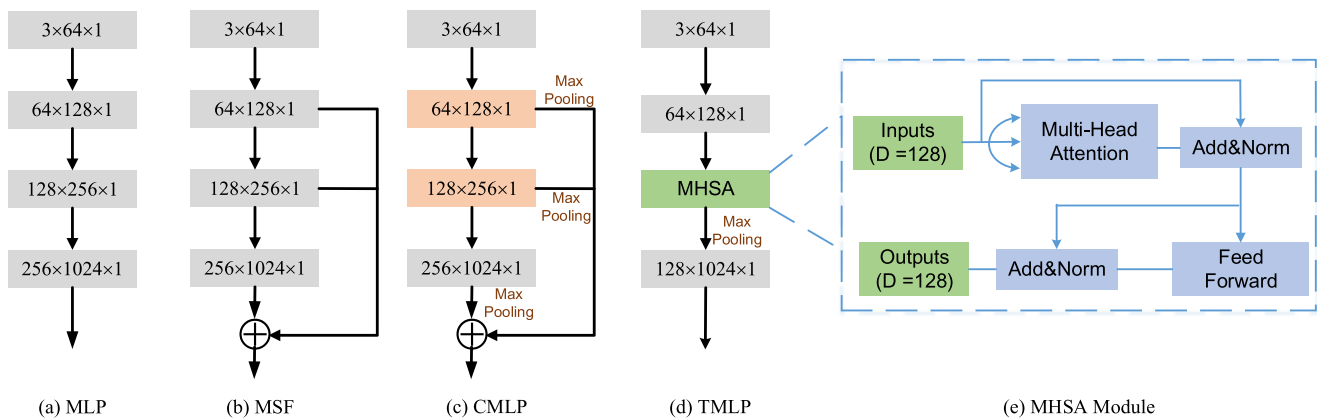 3×64×1
64×128×1
128×256×1
256×1024×1
(a) MLP
3×64×1
64×128×1
128×256×1
256×1024×1
(b) MSF
3×64×1
Max
Pooling
64×128×1
128×256×1
Max
Pooling
256×1024×1
Max
Pooling
(c) CMLP
3×64×1
64×128×1
MHSA
Max
Pooling
128×1024×1
(d) TMLP
Inputs
(D =128)
Multi-Head
Attention
Add&Norm
Outputs
(D =128)
Add&Norm
Feed
Forward
(e) MHSA Module